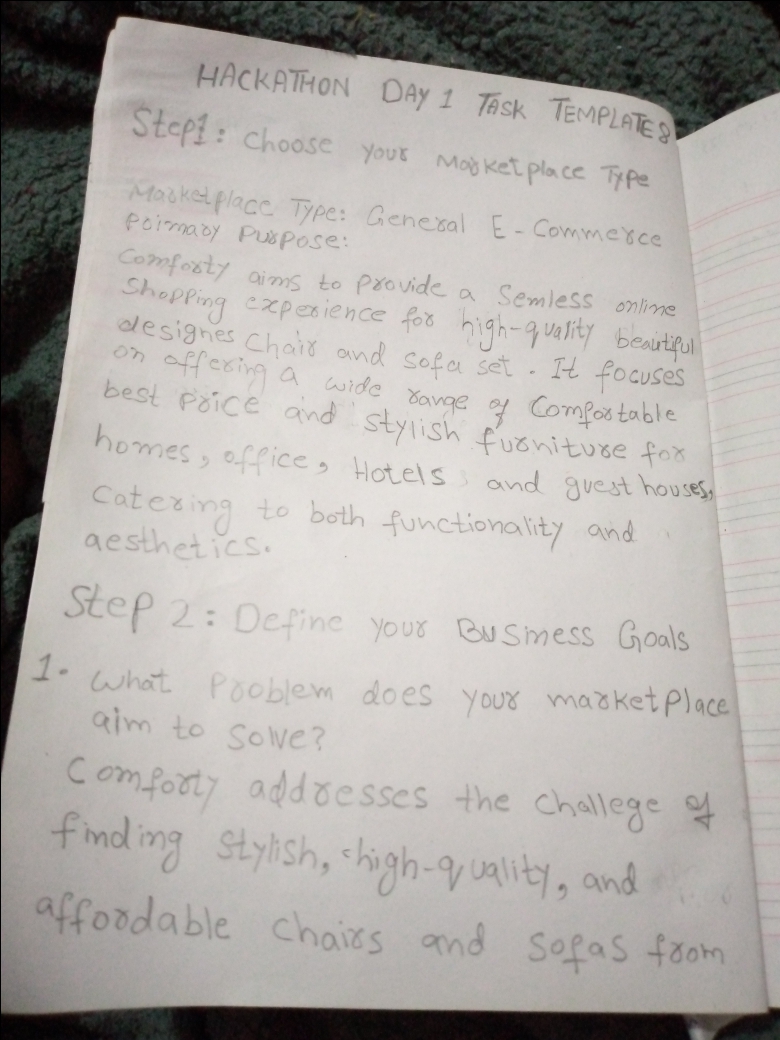 HACKATHON DAY 1 TASK TEMPLATES
Step1: Choose your Marketplace Type
Marketplace Type: General E-Commerce
Primary Purpose:
Comforty aims to provide a Semless online
Shopping experience for high-quality beautiful
designes Chair and sofa set. It focuses
on offering a wide range of Comfortable
best price and stylish furniture for
homes, office, Hotels and guest houses,
Catering to both functionality and
aesthetics.
Step 2: Define your Business Goals
1. What Problem does your marketplace
aim to Solve?
Comforty addresses the challege of
finding stylish, high-quality, and
affordable chairs and sofas from